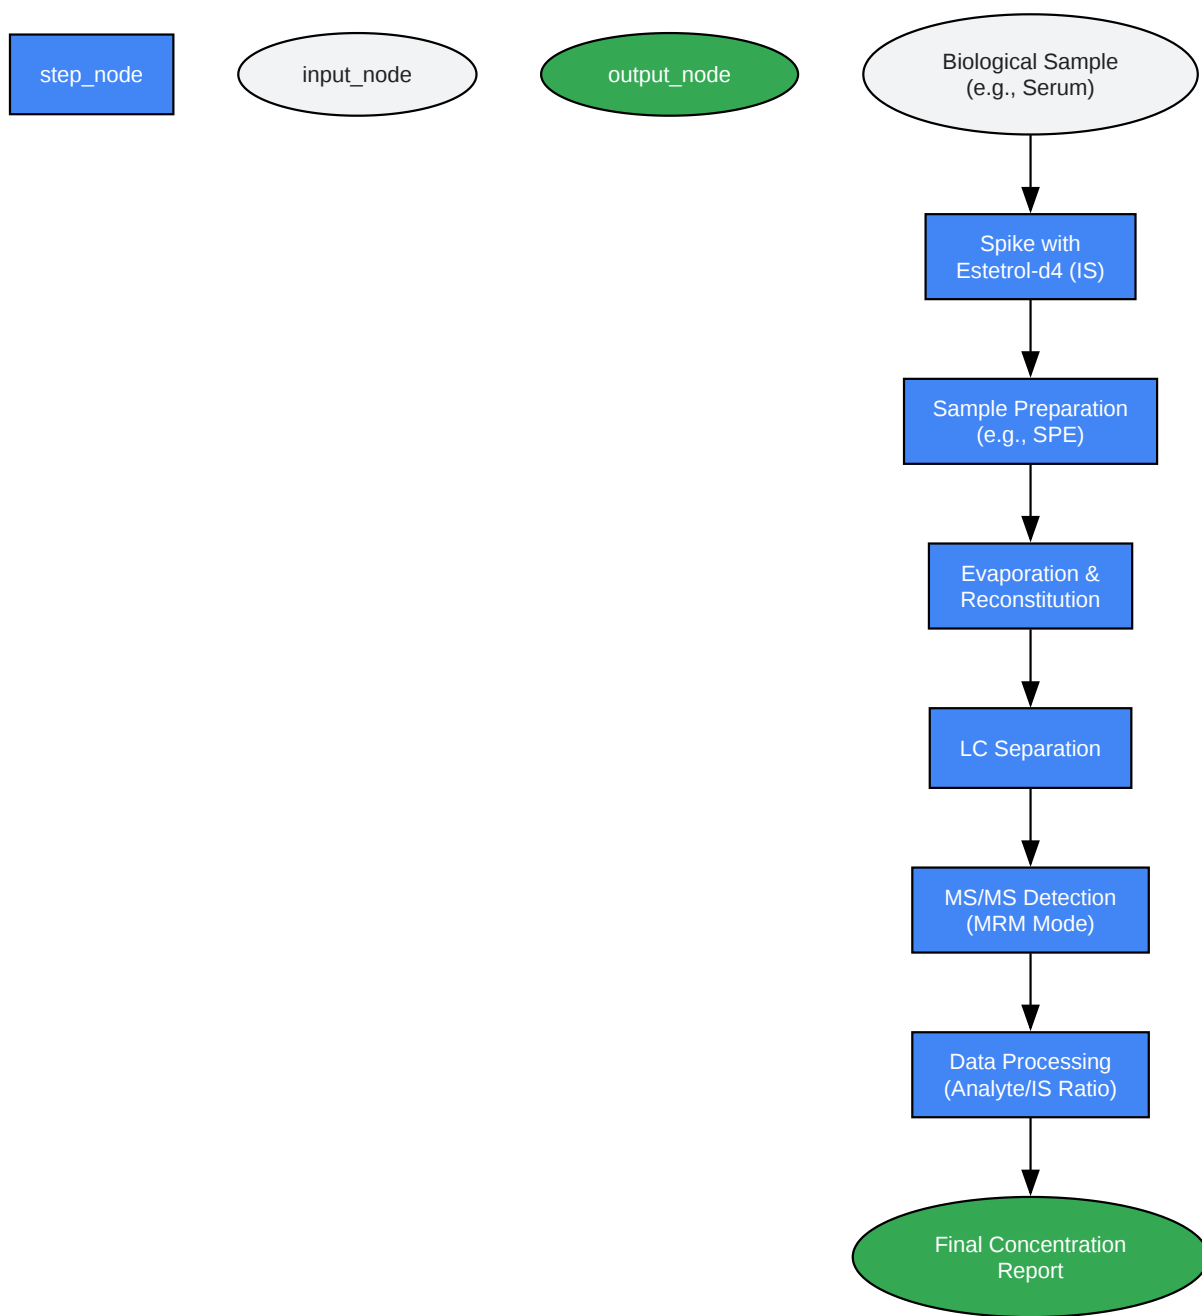 step_node
input_node
output_node
Biological Sample
(e.g., Serum)
Spike with
Estetrol-d4 (IS)
Sample Preparation
(e.g., SPE)
Evaporation &
Reconstitution
LC Separation
MS/MS Detection
(MRM Mode)
Data Processing
(Analyte/IS Ratio)
Final Concentration
Report